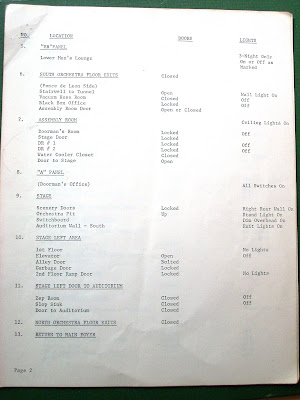 NO. LOCATION DOORS LIGHTS
5. "BB"PANEL
Lower Men's Lounge 3-Night Only
On or Off as
Marked
6. SOUTH ORCHESTRA FLOOR EXITS Closed
(Ponce de Leon Side)
Stairwell to Tunnel Open Wall Light On
Vacuum Hose Room Closed Off
Black Box Office Locked Off
Assembly Room Door Open or Closed
7. ASSEMBLY ROOM Ceiling Light On
Doorman's Room Locked Off
Stage Door Locked
DR # 1 Locked Off
DR # 2 Locked Off
Water Cooler Closet Closed
Door to Stage Open
8. "A" PANEL
(Doorman's Office) All Switches On
9. STAGE
Scenery Doors Locked Right Rear Wall On
Orchestra Pit Up Stand Light On
Switchboard Dim Overhead On
Auditorium Wall - South Exit Lights On
10. STAGE LEFT AREA
1st Floor No Lights
Elevator Open Off
Alley Door Bolted
Garbage Door Locked
2nd Floor Ramp Door Locked No Lights
11. STAGE LEFT DOOR TO AUDITORIUM
Zep Room Closed Off
Slop Sink Closed Off
Door to Auditorium Closed
12. NORTH ORCHESTRA FLOOR EXITS Closed
13. RETURN TO MAIN FOYER
Page 2